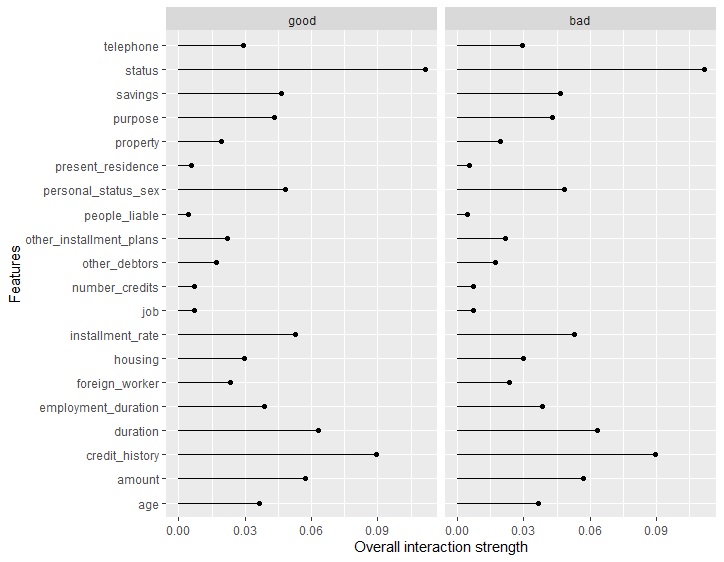 good bad
telephone
status
savings
purpose
property
present_residence
personal_status_sex
people_liable
other_installment_plans
other_debtors
number_credits
job
installment_rate
housing
foreign_worker
employment_duration
duration
credit_history
amount
age
Features
0.00 0.03 0.06 0.09 0.00 0.03 0.06 0.09
Overall interaction strength